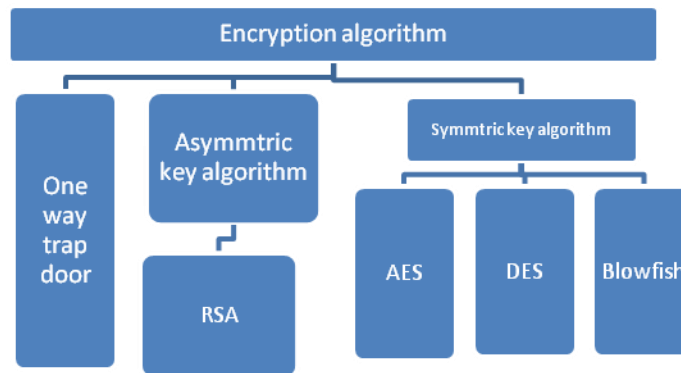 Encryption algorithm
One
way
trap
door
Asymmtric
key algorithm
Symmtric key algorithm
RSA
AES
DES
Blowfish